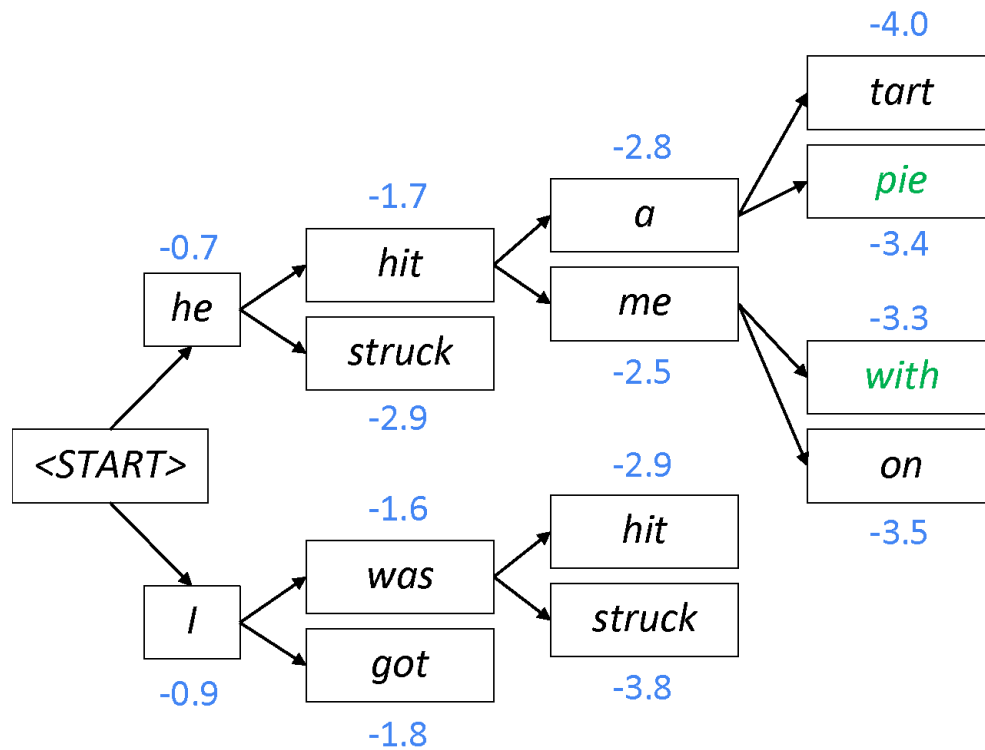 -4.0
tart
-2.8
pie
-1.7
a
-3.4
-0.7
hit
he
me
-3.3
struck
-2.5
with
-2.9
<START>
-2.9
on
-1.6
hit
-3.5
was
I
struck
got
-0.9
-3.8
-1.8